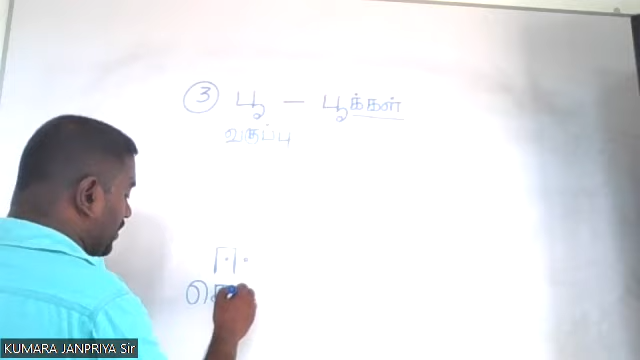 ③ பூ — பூக்கள்
வகுப்பு
ஈ
KUMARA JANPRIYA Sir